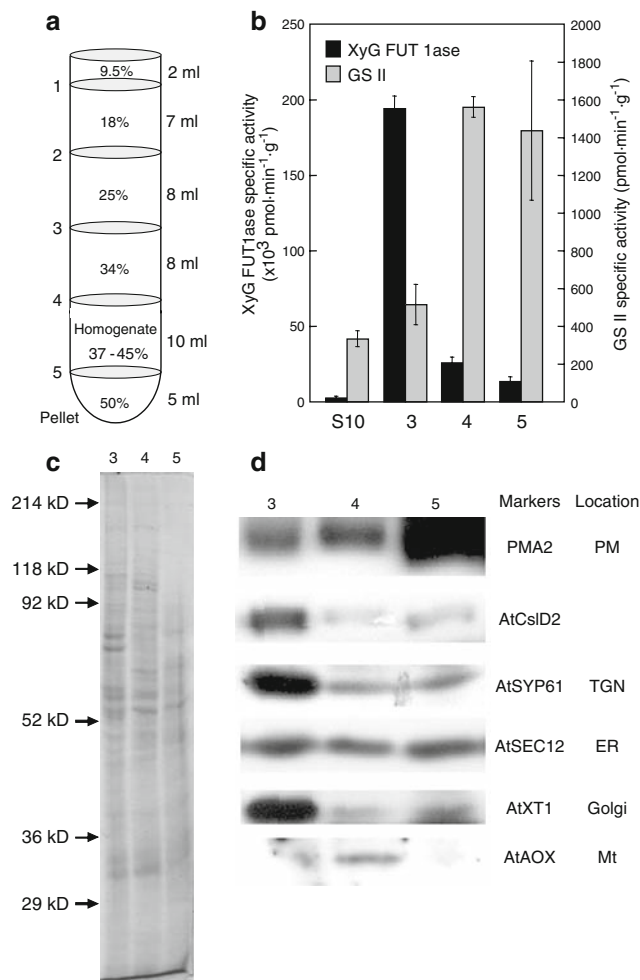 a
9.5%
2 ml
1
18%
7 ml
2
25%
8 ml
3
34%
8 ml
4
Homogenate
37 - 45%
10 ml
5
50%
5 ml
Pellet
b
XyG FUT 1ase
GS II
XyG FUT1ase specific activity
(x10³ pmol·min⁻¹·g⁻¹)
250
200
150
100
50
0
GS II specific activity (pmol·min⁻¹·g⁻¹)
2000
1800
1600
1400
1200
1000
800
600
400
200
0
S10 3 4 5
c
3 4 5
214 kD
118 kD
92 kD
52 kD
36 kD
29 kD
d
3 4 5 Markers Location
PMA2 PM
AtCslD2
AtSYP61 TGN
AtSEC12 ER
AtXT1 Golgi
AtAOX Mt